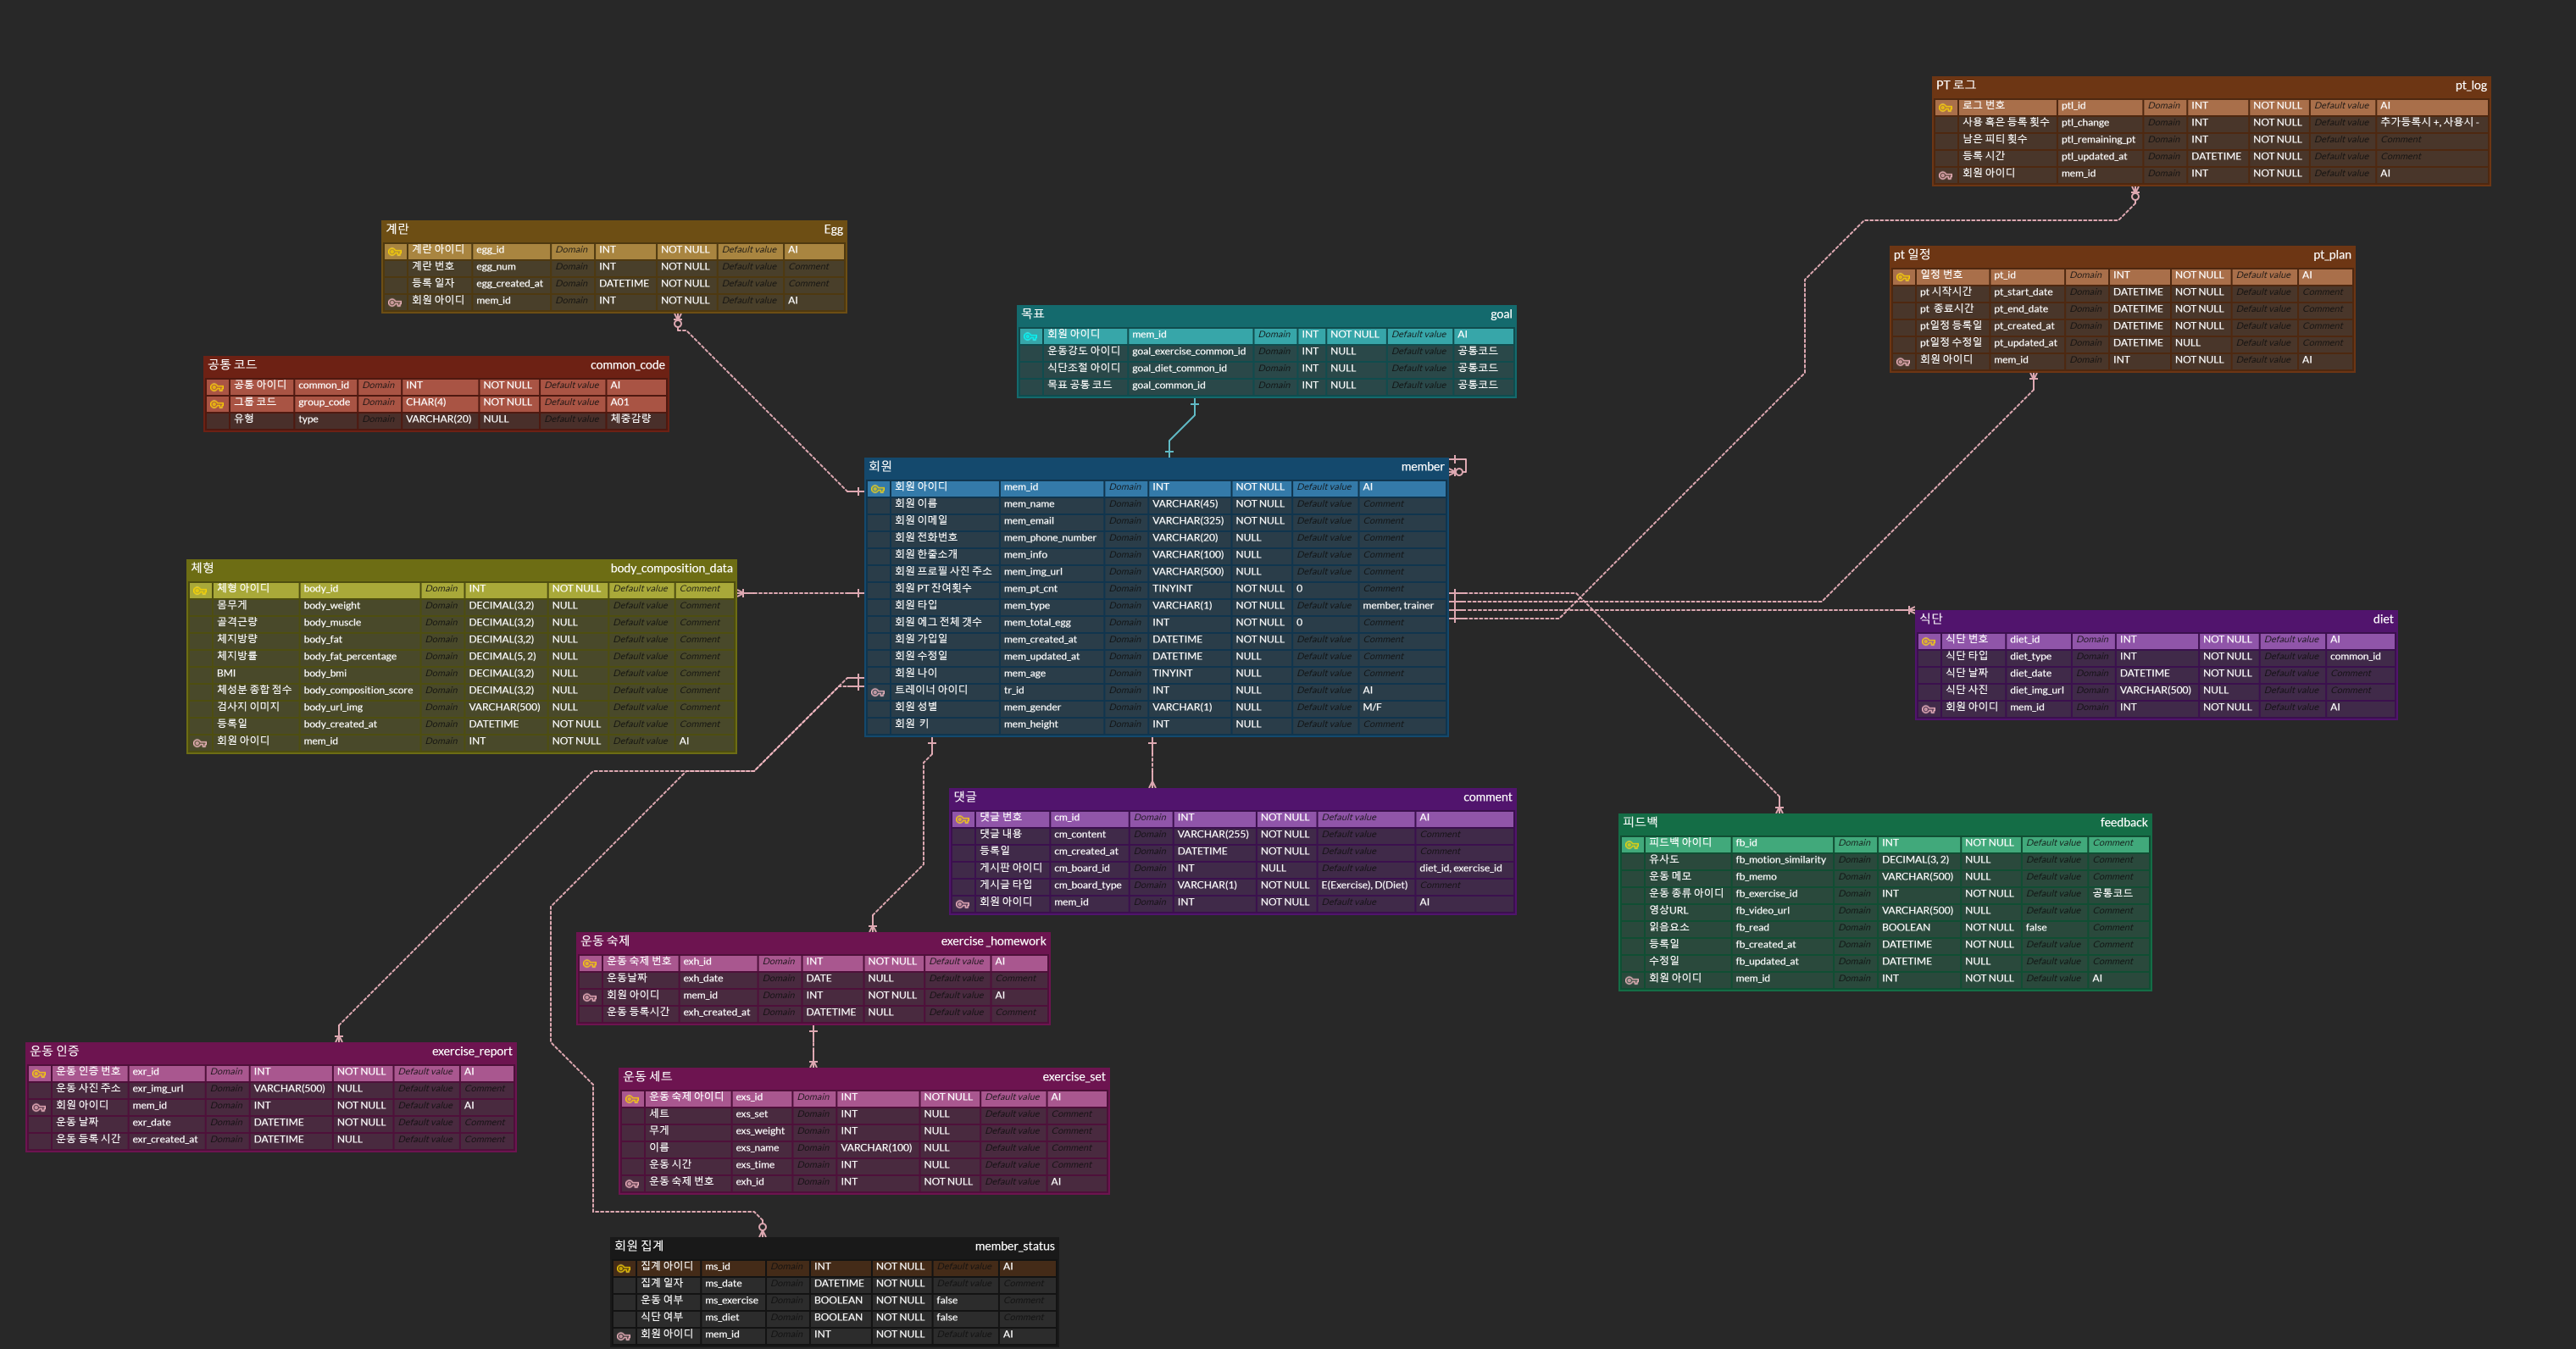 PT 로그 pt_log
로그 번호 ptl_id Domain INT NOT NULL Default value AI
사용 혹은 등록 횟수 ptl_change Domain INT NOT NULL Default value 추가등록시 +, 사용시 -
남은 피티 횟수 ptl_remaining_pt Domain INT NOT NULL Default value Comment
등록 시간 ptl_updated_at Domain DATETIME NOT NULL Default value Comment
회원 아이디 mem_id Domain INT NOT NULL Default value AI
계란 Egg
계란 아이디 egg_id Domain INT NOT NULL Default value AI
계란 번호 egg_num Domain INT NOT NULL Default value Comment
등록 일자 egg_created_at Domain DATETIME NOT NULL Default value Comment
회원 아이디 mem_id Domain INT NOT NULL Default value AI
pt 일정 pt_plan
일정 번호 pt_id Domain INT NOT NULL Default value AI
pt 시작시간 pt_start_date Domain DATETIME NOT NULL Default value Comment
pt 종료시간 pt_end_date Domain DATETIME NOT NULL Default value Comment
pt일정 등록일 pt_created_at Domain DATETIME NOT NULL Default value Comment
pt일정 수정일 pt_updated_at Domain DATETIME NULL Default value Comment
회원 아이디 mem_id Domain INT NOT NULL Default value AI
목표 goal
회원 아이디 mem_id Domain INT NOT NULL Default value AI
운동강도 아이디 goal_exercise_common_id Domain INT NULL Default value 공통코드
식단조절 아이디 goal_diet_common_id Domain INT NULL Default value 공통코드
목표 공통 코드 goal_common_id Domain INT NULL Default value 공통코드
공통 코드 common_code
공통 아이디 common_id Domain INT NOT NULL Default value AI
그룹 코드 group_code Domain CHAR(4) NOT NULL Default value A01
유형 type Domain VARCHAR(20) NULL Default value 체중감량
회원 member
회원 아이디 mem_id Domain INT NOT NULL Default value AI
회원 이름 mem_name Domain VARCHAR(45) NOT NULL Default value Comment
회원 이메일 mem_email Domain VARCHAR(325) NOT NULL Default value Comment
회원 전화번호 mem_phone_number Domain VARCHAR(20) NULL Default value Comment
회원 한줄소개 mem_info Domain VARCHAR(100) NULL Default value Comment
회원 프로필 사진 주소 mem_img_url Domain VARCHAR(500) NULL Default value Comment
회원 PT 잔여횟수 mem_pt_cnt Domain TINYINT NOT NULL 0 Comment
회원 타입 mem_type Domain VARCHAR(1) NOT NULL Default value member, trainer
회원 에그 전체 갯수 mem_total_egg Domain INT NOT NULL 0 Comment
회원 가입일 mem_created_at Domain DATETIME NOT NULL Default value Comment
회원 수정일 mem_updated_at Domain DATETIME NULL Default value Comment
회원 나이 mem_age Domain TINYINT NULL Default value Comment
트레이너 아이디 tr_id Domain INT NULL Default value AI
회원 성별 mem_gender Domain VARCHAR(1) NULL Default value M/F
회원 키 mem_height Domain INT NULL Default value Comment
체형 body_composition_data
체형 아이디 body_id Domain INT NOT NULL Default value Comment
몸무게 body_weight Domain DECIMAL(3,2) NULL Default value Comment
골격근량 body_muscle Domain DECIMAL(3,2) NULL Default value Comment
체지방량 body_fat Domain DECIMAL(3,2) NULL Default value Comment
체지방률 body_fat_percentage Domain DECIMAL(5, 2) NULL Default value Comment
BMI body_bmi Domain DECIMAL(3,2) NULL Default value Comment
체성분 종합 점수 body_composition_score Domain DECIMAL(3,2) NULL Default value Comment
검사지 이미지 body_url_img Domain VARCHAR(500) NULL Default value Comment
등록일 body_created_at Domain DATETIME NOT NULL Default value Comment
회원 아이디 mem_id Domain INT NOT NULL Default value AI
식단 diet
식단 번호 diet_id Domain INT NOT NULL Default value AI
식단 타입 diet_type Domain INT NOT NULL Default value common_id
식단 날짜 diet_date Domain DATETIME NOT NULL Default value Comment
식단 사진 diet_img_url Domain VARCHAR(500) NULL Default value Comment
회원 아이디 mem_id Domain INT NOT NULL Default value AI
댓글 comment
댓글 번호 cm_id Domain INT NOT NULL Default value AI
댓글 내용 cm_content Domain VARCHAR(255) NOT NULL Default value Comment
등록일 cm_created_at Domain DATETIME NOT NULL Default value Comment
게시판 아이디 cm_board_id Domain INT NULL Default value diet_id, exercise_id
게시글 타입 cm_board_type Domain VARCHAR(1) NOT NULL E(Exercise), D(Diet) Comment
회원 아이디 mem_id Domain INT NOT NULL Default value AI
피드백 feedback
피드백 아이디 fb_id Domain INT NOT NULL Default value Comment
유사도 fb_motion_similarity Domain DECIMAL(3, 2) NULL Default value Comment
운동 메모 fb_memo Domain VARCHAR(500) NULL Default value Comment
운동 종류 아이디 fb_exercise_id Domain INT NOT NULL Default value 공통코드
영상URL fb_video_url Domain VARCHAR(500) NULL Default value Comment
읽음요소 fb_read Domain BOOLEAN NOT NULL false Comment
등록일 fb_created_at Domain DATETIME NOT NULL Default value Comment
수정일 fb_updated_at Domain DATETIME NULL Default value Comment
회원 아이디 mem_id Domain INT NOT NULL Default value AI
운동 숙제 exercise _homework
운동 숙제 번호 exh_id Domain INT NOT NULL Default value AI
운동날짜 exh_date Domain DATE NULL Default value Comment
회원 아이디 mem_id Domain INT NOT NULL Default value AI
운동 등록시간 exh_created_at Domain DATETIME NULL Default value Comment
운동 인증 exercise_report
운동 인증 번호 exr_id Domain INT NOT NULL Default value AI
운동 사진 주소 exr_img_url Domain VARCHAR(500) NULL Default value Comment
회원 아이디 mem_id Domain INT NOT NULL Default value AI
운동 날짜 exr_date Domain DATETIME NOT NULL Default value Comment
운동 등록 시간 exr_created_at Domain DATETIME NULL Default value Comment
운동 세트 exercise_set
운동 숙제 아이디 exs_id Domain INT NOT NULL Default value AI
세트 exs_set Domain INT NULL Default value Comment
무게 exs_weight Domain INT NULL Default value Comment
이름 exs_name Domain VARCHAR(100) NULL Default value Comment
운동 시간 exs_time Domain INT NULL Default value Comment
운동 숙제 번호 exh_id Domain INT NOT NULL Default value AI
회원 집계 member_status
집계 아이디 ms_id Domain INT NOT NULL Default value AI
집계 일자 ms_date Domain DATETIME NOT NULL Default value Comment
운동 여부 ms_exercise Domain BOOLEAN NOT NULL false Comment
식단 여부 ms_diet Domain BOOLEAN NOT NULL false Comment
회원 아이디 mem_id Domain INT NOT NULL Default value AI